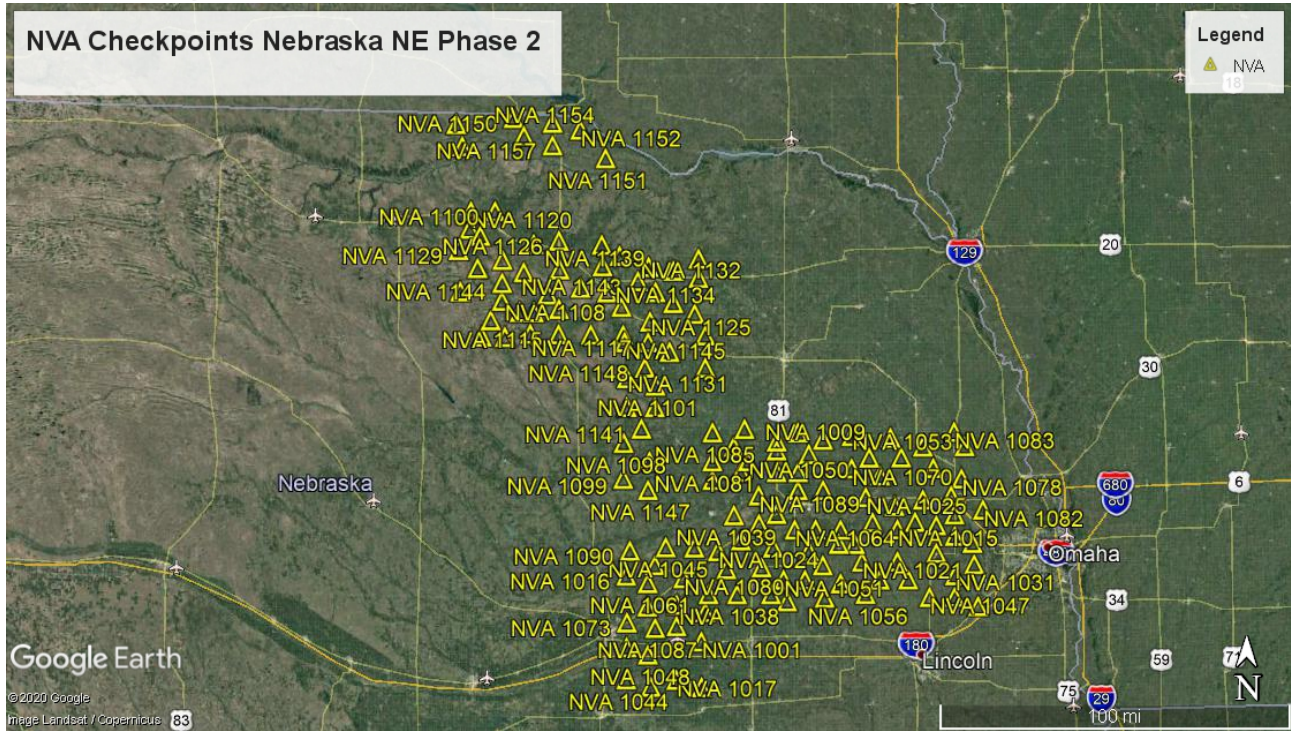 NVA Checkpoints Nebraska NE Phase 2
Legend
NVA
18
NVA 1154
NVA 1150
NVA 1152
NVA 1157
NVA 1151
NVA 1100
NVA 1120
NVA 1126
20
NVA 1129
NVA 1139
129
NVA 1132
NVA 1144
NVA 1143
NVA 1134
NVA 1108
NVA 1125
NVA 1115
NVA 1117
NVA 1145
30
NVA 1148
NVA 1131
NVA 1101
81
NVA 1141
NVA 1009
NVA 1053
NVA 1083
NVA 1085
NVA 1098
NVA 1050
NVA 1070
Nebraska
NVA 1099
NVA 1081
NVA 1078
680
6
80
NVA 1147
NVA 1089
NVA 1025
NVA 1082
NVA 1039
NVA 1064
NVA 1015
NVA 1090
Omaha
NVA 1045
NVA 1024
NVA 1021
NVA 1016
NVA 1080
NVA 1051
NVA 1031
NVA 1061
NVA 1038
NVA 1056
NVA 1047
34
NVA 1073
NVA 1087
NVA 1001
180
Lincoln
59
71
N
Google Earth
NVA 1048
NVA 1017
NVA 1044
75
29
© 2020 Google
Image Landsat / Copernicus
83
100 mi